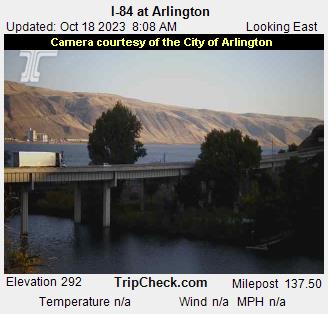 I-84 at Arlington
Updated: Oct 18 2023 8:08 AM Looking East
Camera courtesy of the City of Arlington
Elevation 292 TripCheck.com Milepost 137.50
Temperature n/a Wind n/a MPH n/a